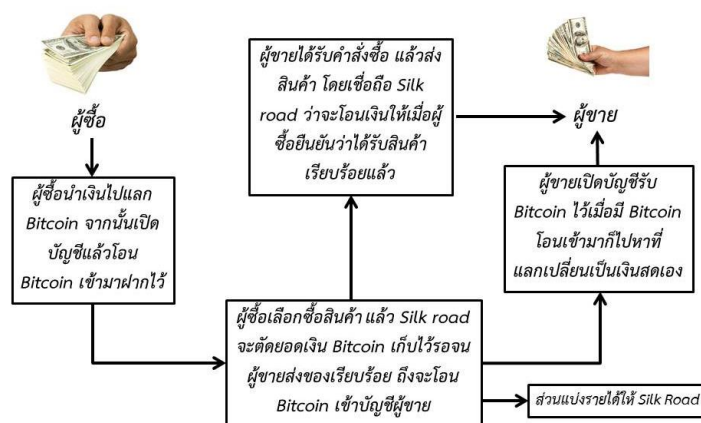 ผู้ซื้อ
ผู้ซื้อนำเงินไปแลก
Bitcoin จากนั้นเปิด
บัญชีแล้วโอน
Bitcoin เข้ามาฝากไว้
ผู้ซื้อเลือกซื้อสินค้า แล้ว Silk road
จะตัดยอดเงิน Bitcoin เก็บไว้รอจน
ผู้ขายส่งของเรียบร้อย ถึงจะโอน
Bitcoin เข้าบัญชีผู้ขาย
ผู้ขายได้รับคำสั่งซื้อ แล้วส่ง
สินค้า โดยเชื่อถือ Silk
road ว่าจะโอนเงินให้เมื่อผู้
ซื้อยืนยันว่าได้รับสินค้า
เรียบร้อยแล้ว
ผู้ขาย
ผู้ขายเปิดบัญชีรับ
Bitcoin ไว้เมื่อมี Bitcoin
โอนเข้ามาก็ไปหาที่
แลกเปลี่ยนเป็นเงินสดเอง
ส่วนแบ่งรายได้ให้ Silk Road